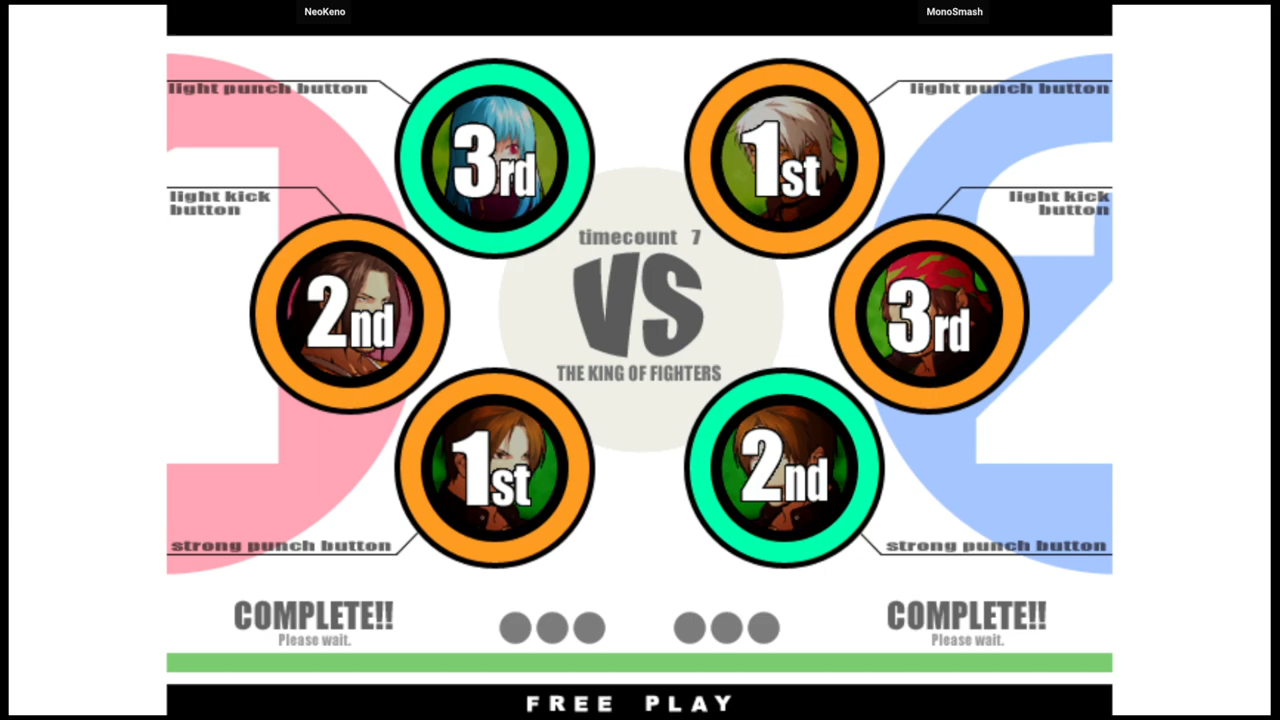 NeoKeno
MonoSmash
light punch button
light punch button
3rd
1st
light kick
button
light kick
button
timecount 7
2nd
VS
3rd
THE KING OF FIGHTERS
1st
2nd
strong punch button
strong punch button
COMPLETE!!
Please wait.
COMPLETE!!
Please wait.
FREE PLAY